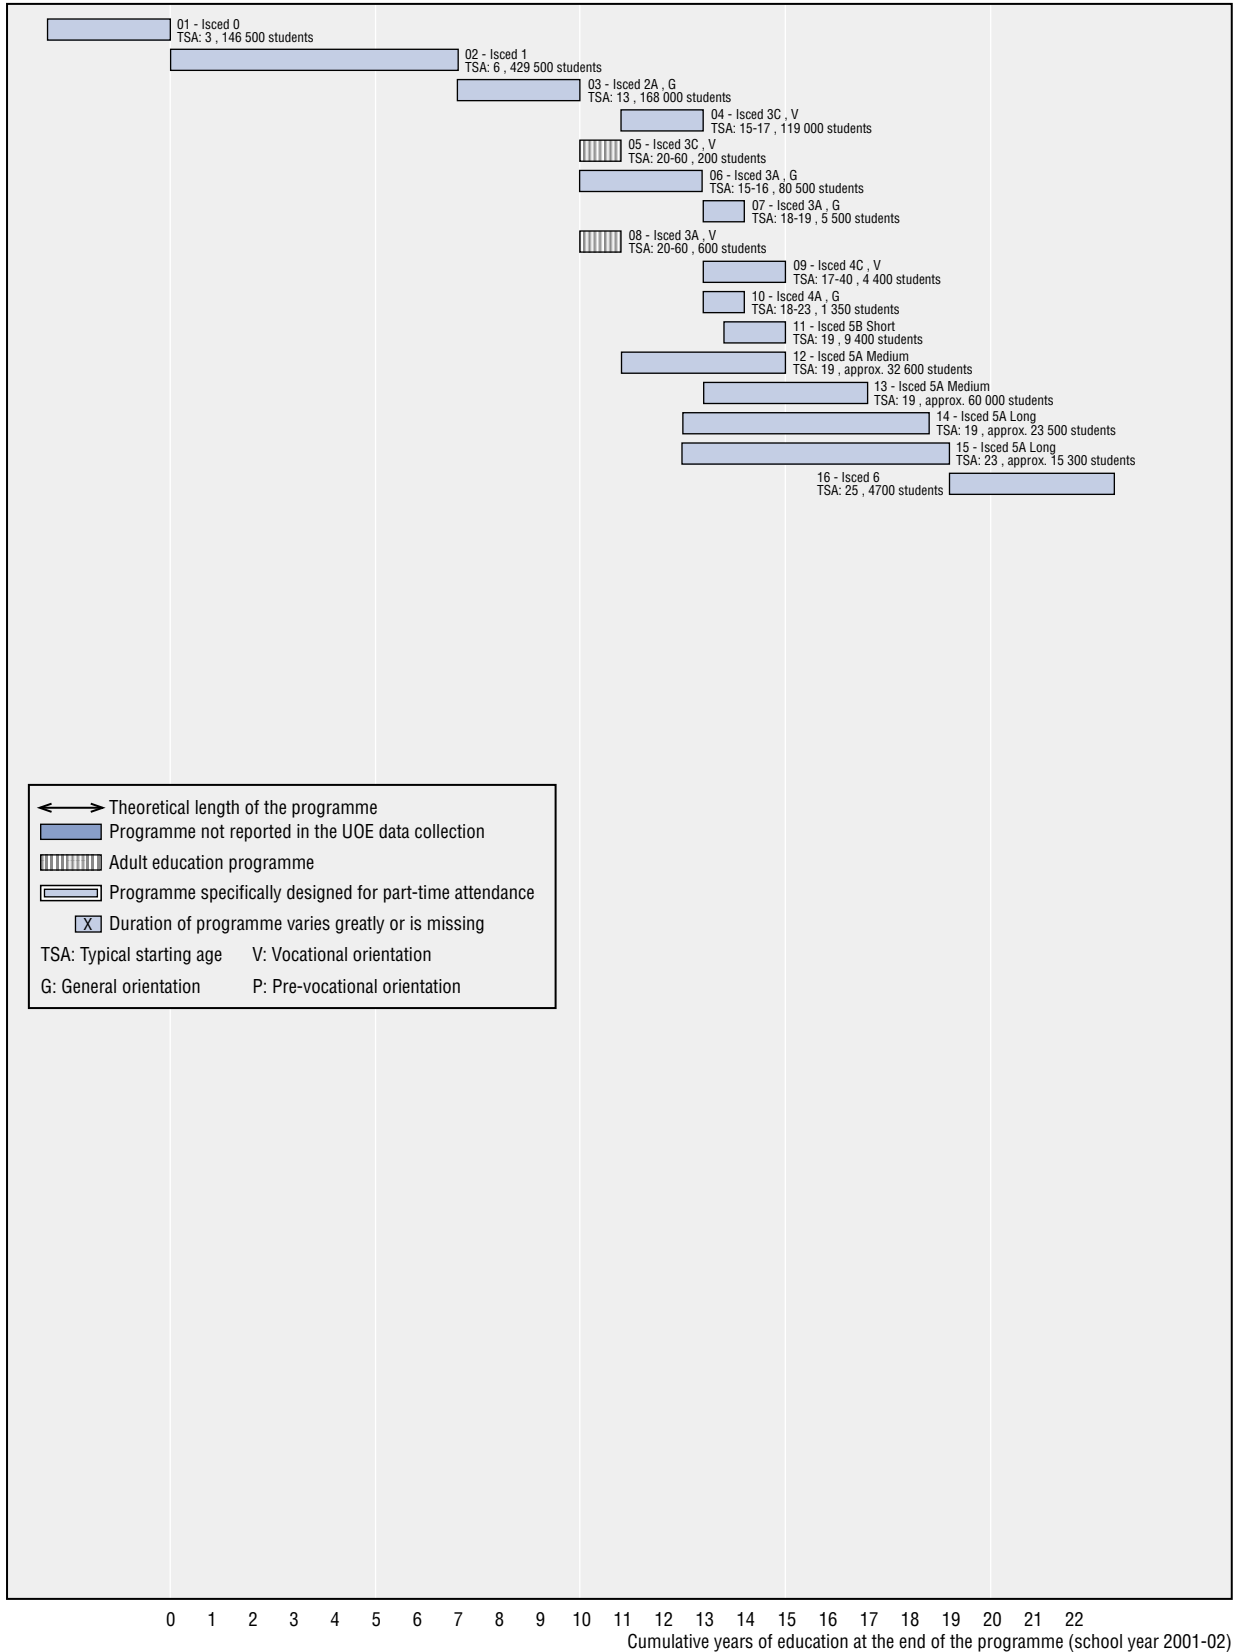 01 - Isced 0
TSA: 3 , 146 500 students
02 - Isced 1
TSA: 6 , 429 500 students
03 - Isced 2A , G
TSA: 13 , 168 000 students
04 - Isced 3C , V
TSA: 15-17 , 119 000 students
05 - Isced 3C , V
TSA: 20-60 , 200 students
06 - Isced 3A , G
TSA: 15-16 , 80 500 students
07 - Isced 3A , G
TSA: 18-19 , 5 500 students
08 - Isced 3A , V
TSA: 20-60 , 600 students
09 - Isced 4C , V
TSA: 17-40 , 4 400 students
10 - Isced 4A , G
TSA: 18-23 , 1 350 students
11 - Isced 5B Short
TSA: 19 , 9 400 students
12 - Isced 5A Medium
TSA: 19 , approx. 32 600 students
13 - Isced 5A Medium
TSA: 19 , approx. 60 000 students
14 - Isced 5A Long
TSA: 19 , approx. 23 500 students
15 - Isced 5A Long
TSA: 23 , approx. 15 300 students
16 - Isced 6
TSA: 25 , 4700 students
Theoretical length of the programme
Programme not reported in the UOE data collection
Adult education programme
Programme specifically designed for part-time attendance
X Duration of programme varies greatly or is missing
TSA: Typical starting age V: Vocational orientation
G: General orientation P: Pre-vocational orientation
0 1 2 3 4 5 6 7 8 9 10 11 12 13 14 15 16 17 18 19 20 21 22
Cumulative years of education at the end of the programme (school year 2001-02)